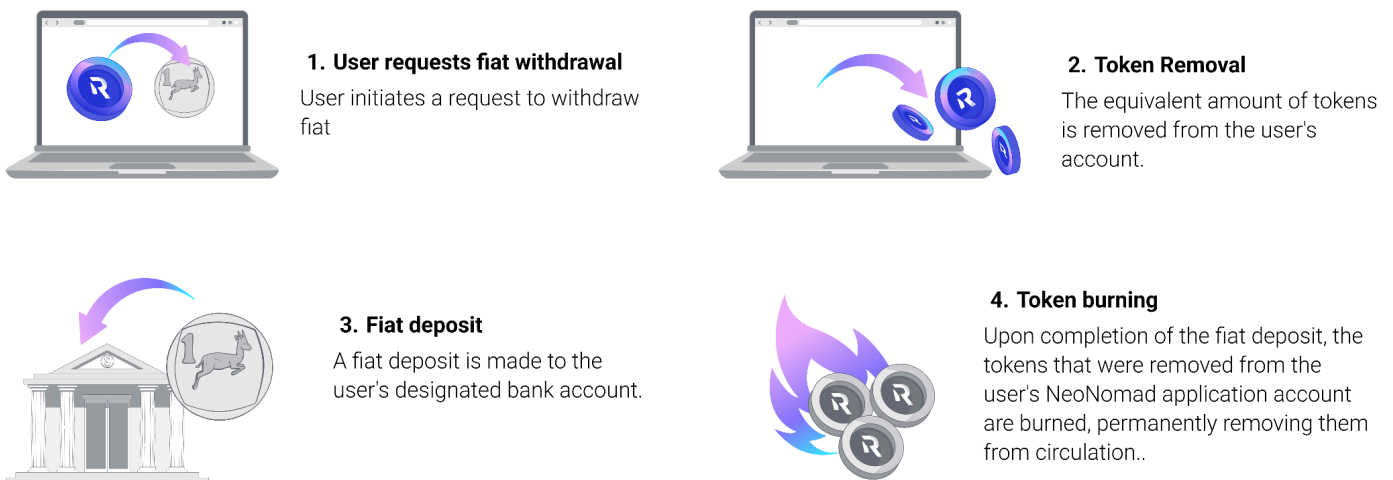 1. User requests fiat withdrawal
User initiates a request to withdraw
fiat
2. Token Removal
The equivalent amount of tokens
is removed from the user's
account.
1
3. Fiat deposit
A fiat deposit is made to the
user's designated bank account.
4. Token burning
Upon completion of the fiat deposit, the
tokens that were removed from the
user's NeoNomad application account
are burned, permanently removing them
from circulation..